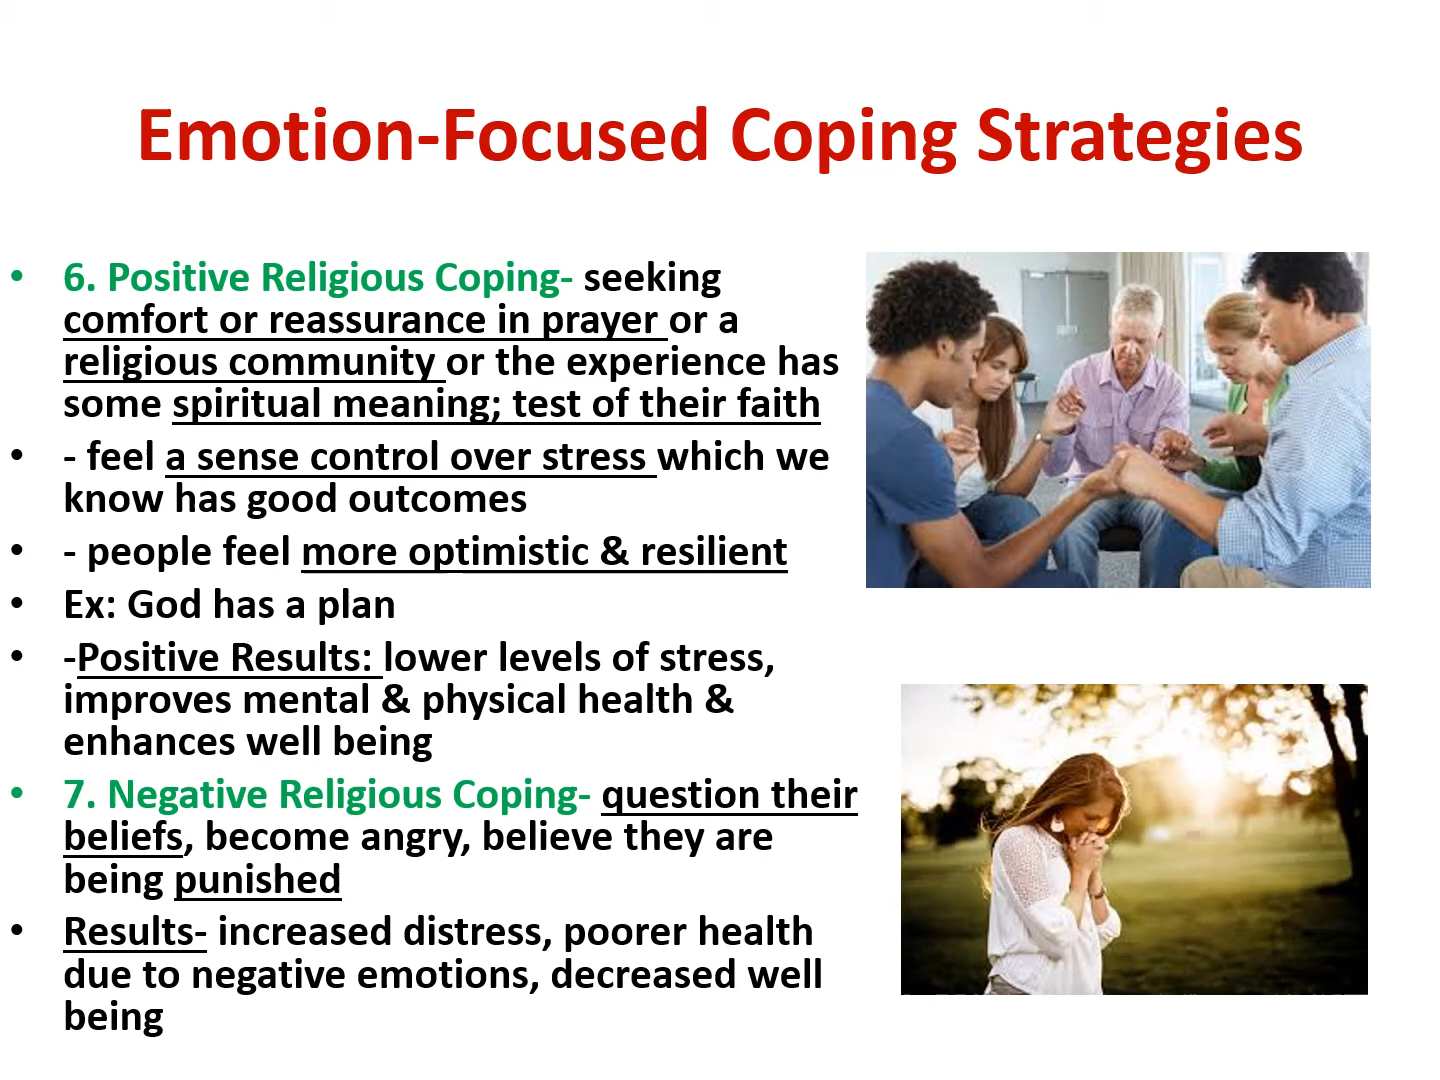 Emotion-Focused Coping Strategies
• 6. Positive Religious Coping- seeking
comfort or reassurance in prayer or a
religious community or the experience has
some spiritual meaning; test of their faith
• - feel a sense control over stress which we
know has good outcomes
• - people feel more optimistic & resilient
• Ex: God has a plan
• -Positive Results: lower levels of stress,
improves mental & physical health &
enhances well being
• 7. Negative Religious Coping- question their
beliefs, become angry, believe they are
being punished
• Results- increased distress, poorer health
due to negative emotions, decreased well
being